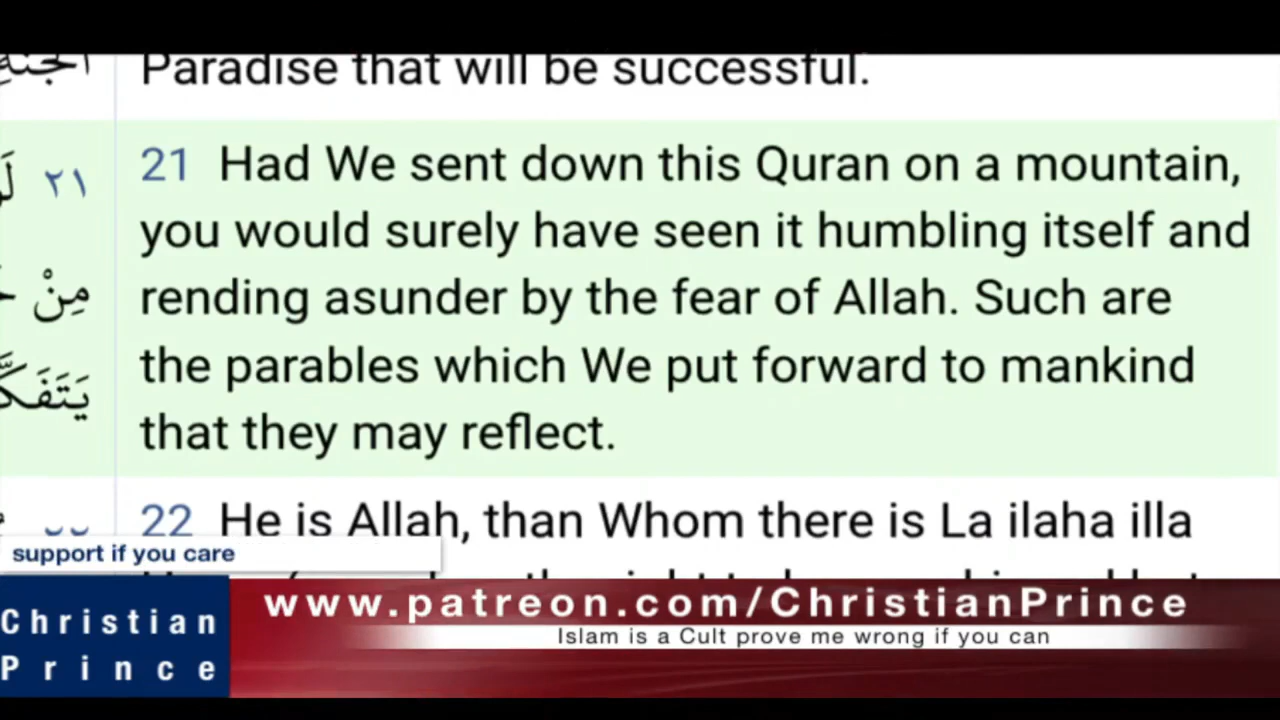 Paradise that will be successful.
٢١ 21 Had We sent down this Quran on a mountain,
you would surely have seen it humbling itself and
مِنْ rending asunder by the fear of Allah. Such are
the parables which We put forward to mankind
that they may reflect.
22 He is Allah, than Whom there is La ilaha illa
support if you care
Christian
Prince
www.patreon.com/ChristianPrince
Islam is a Cult prove me wrong if you can